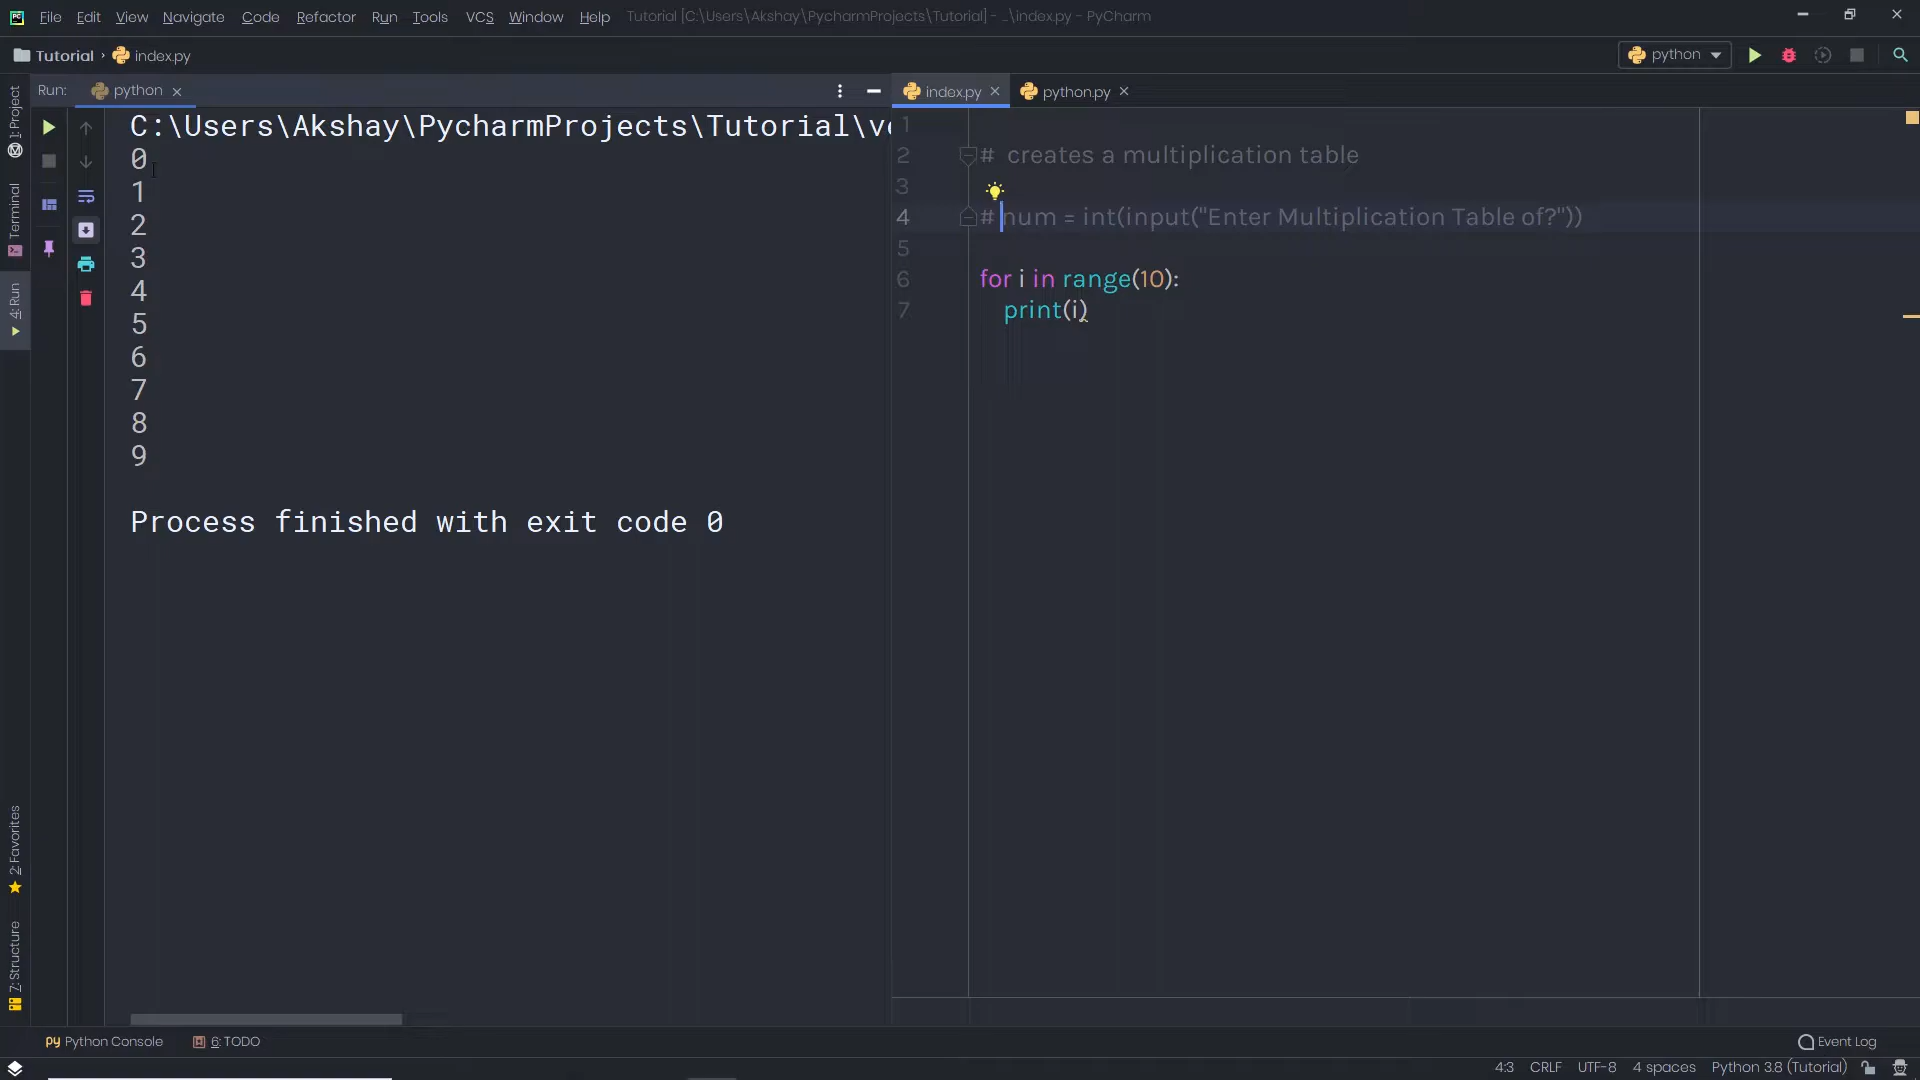 File Edit View Navigate Code Refactor Run Tools VCS Window Help Tutorial [C:\Users\Akshay\PycharmProjects\Tutorial] - ...\index.py - PyCharm
Tutorial › index.py
python
Run: python
index.py
python.py
1: Project
Terminal
4: Run
2: Favorites
7: Structure
C:\Users\Akshay\PycharmProjects\Tutorial\ve
0
1
2
3
4
5
6
7
8
9
Process finished with exit code 0
1
2 # creates a multiplication table
3
4 # num = int(input("Enter Multiplication Table of?"))
5
6 for i in range(10):
7 print(i)
Python Console
6: TODO
Event Log
4:3 CRLF UTF-8 4 spaces Python 3.8 (Tutorial)